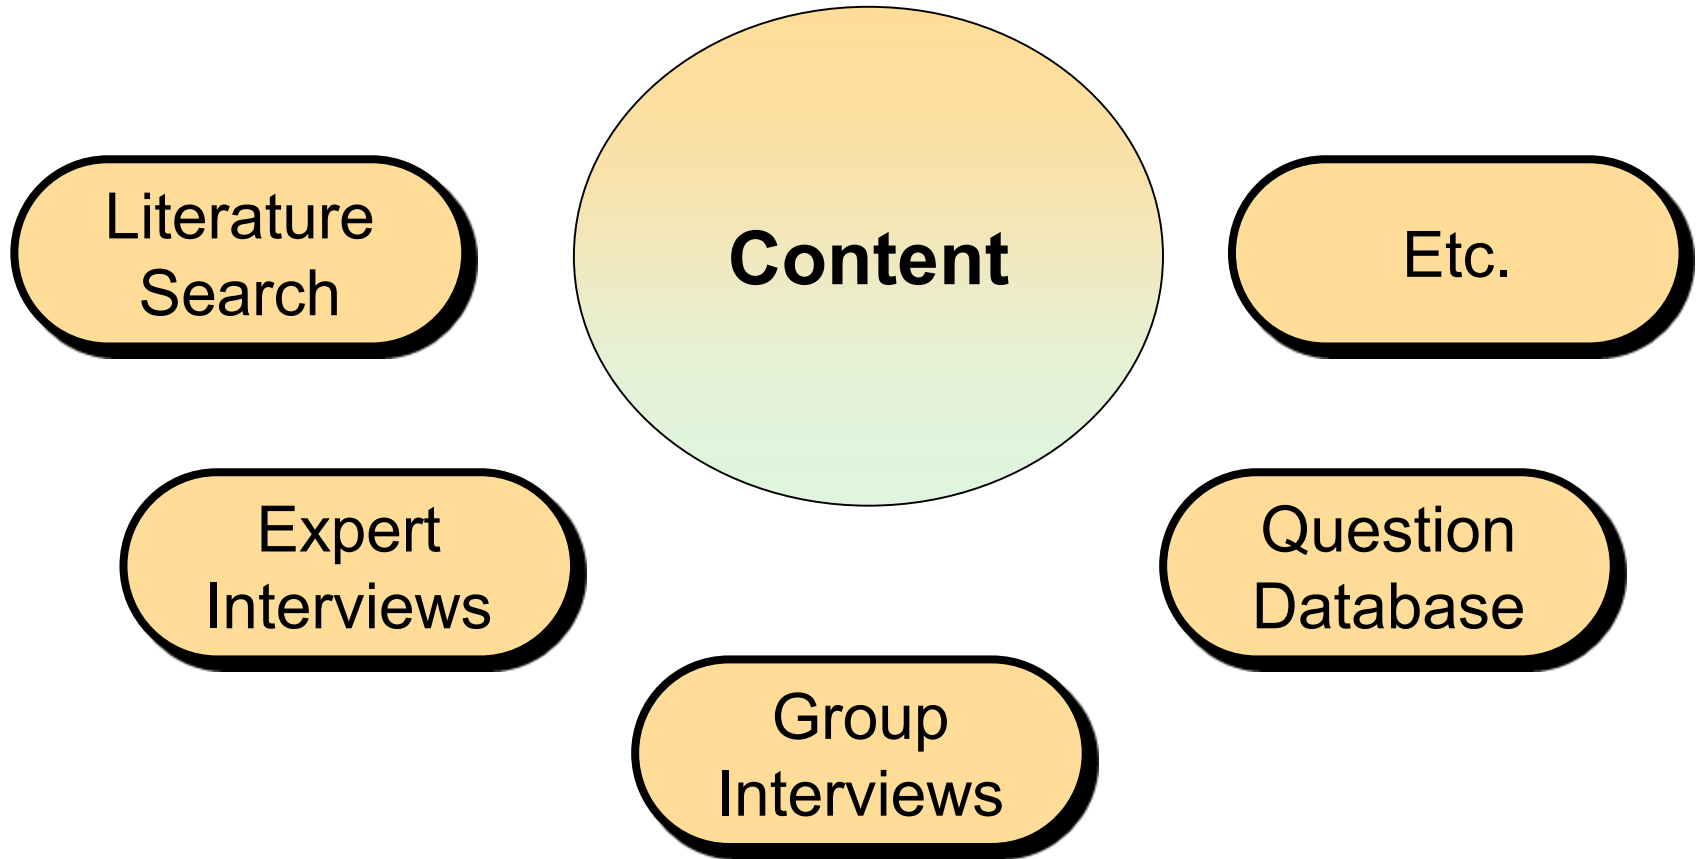 Content
Literature
Search
Etc.
Expert
Interviews
Question
Database
Group
Interviews